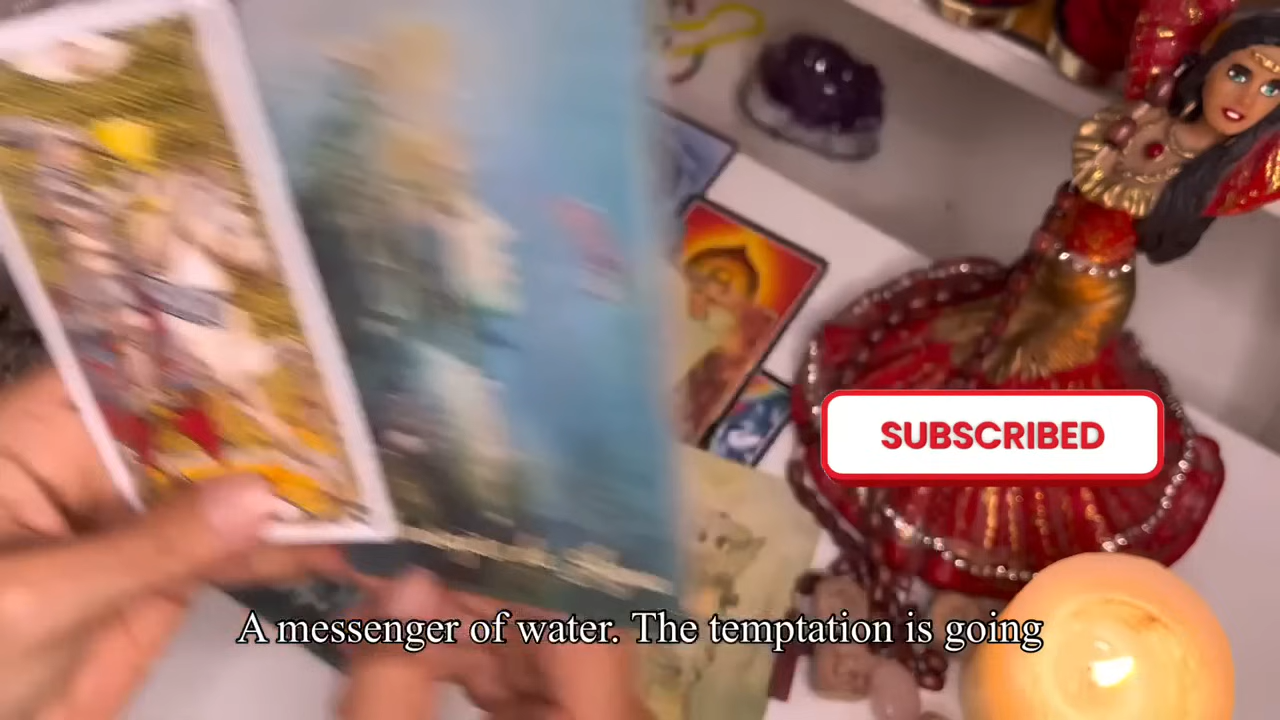 SUBSCRIBED
A messenger of water. The temptation is going